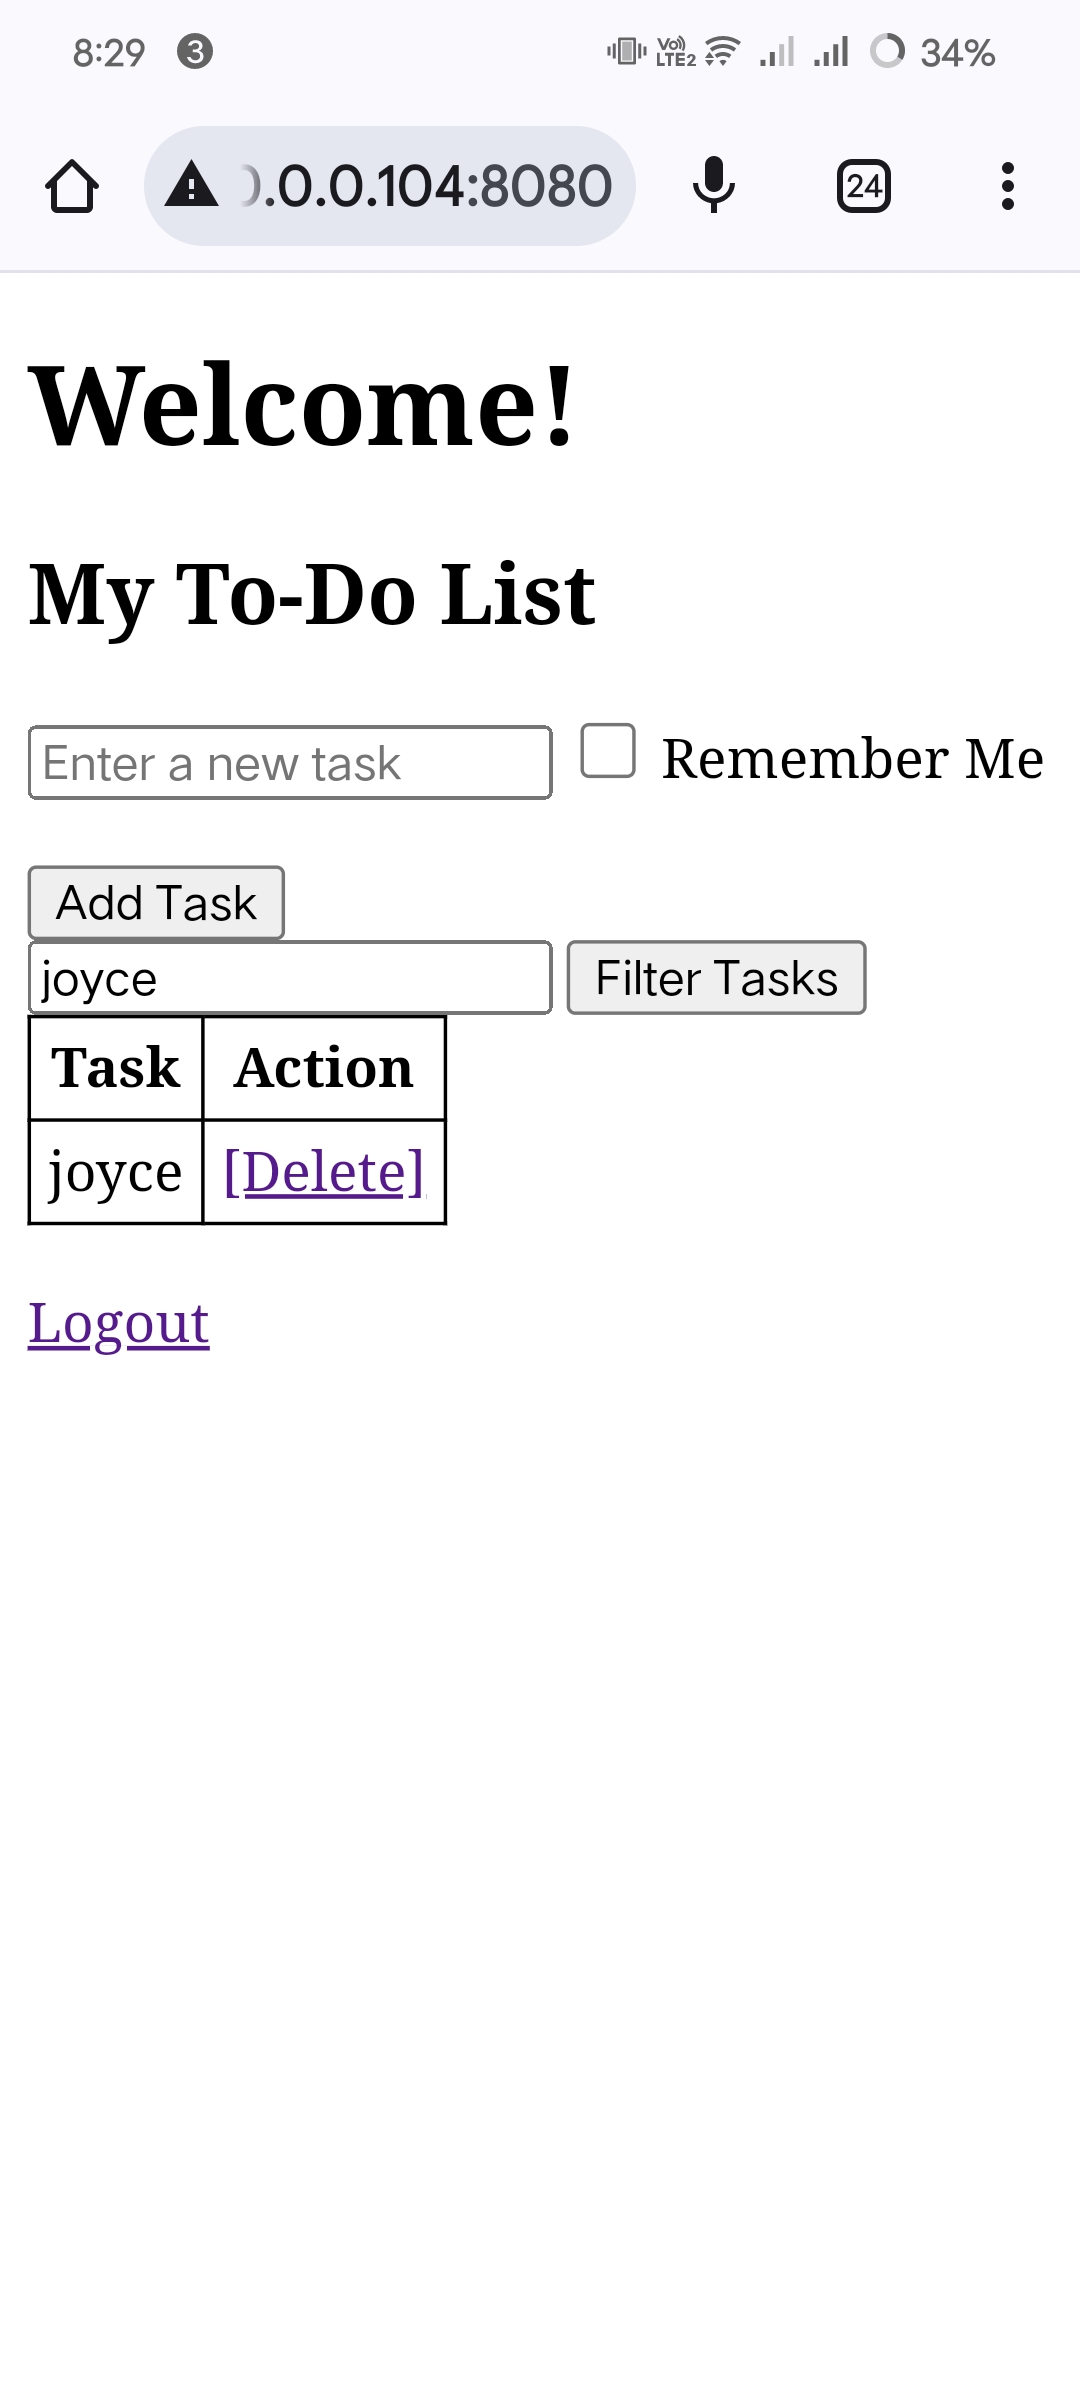 8:29 3 Vo) LTE2 34%
.0.0.104:8080 24
Welcome!
My To-Do List
Enter a new task Remember Me
Add Task
joyce Filter Tasks
Task Action
joyce [Delete]
Logout